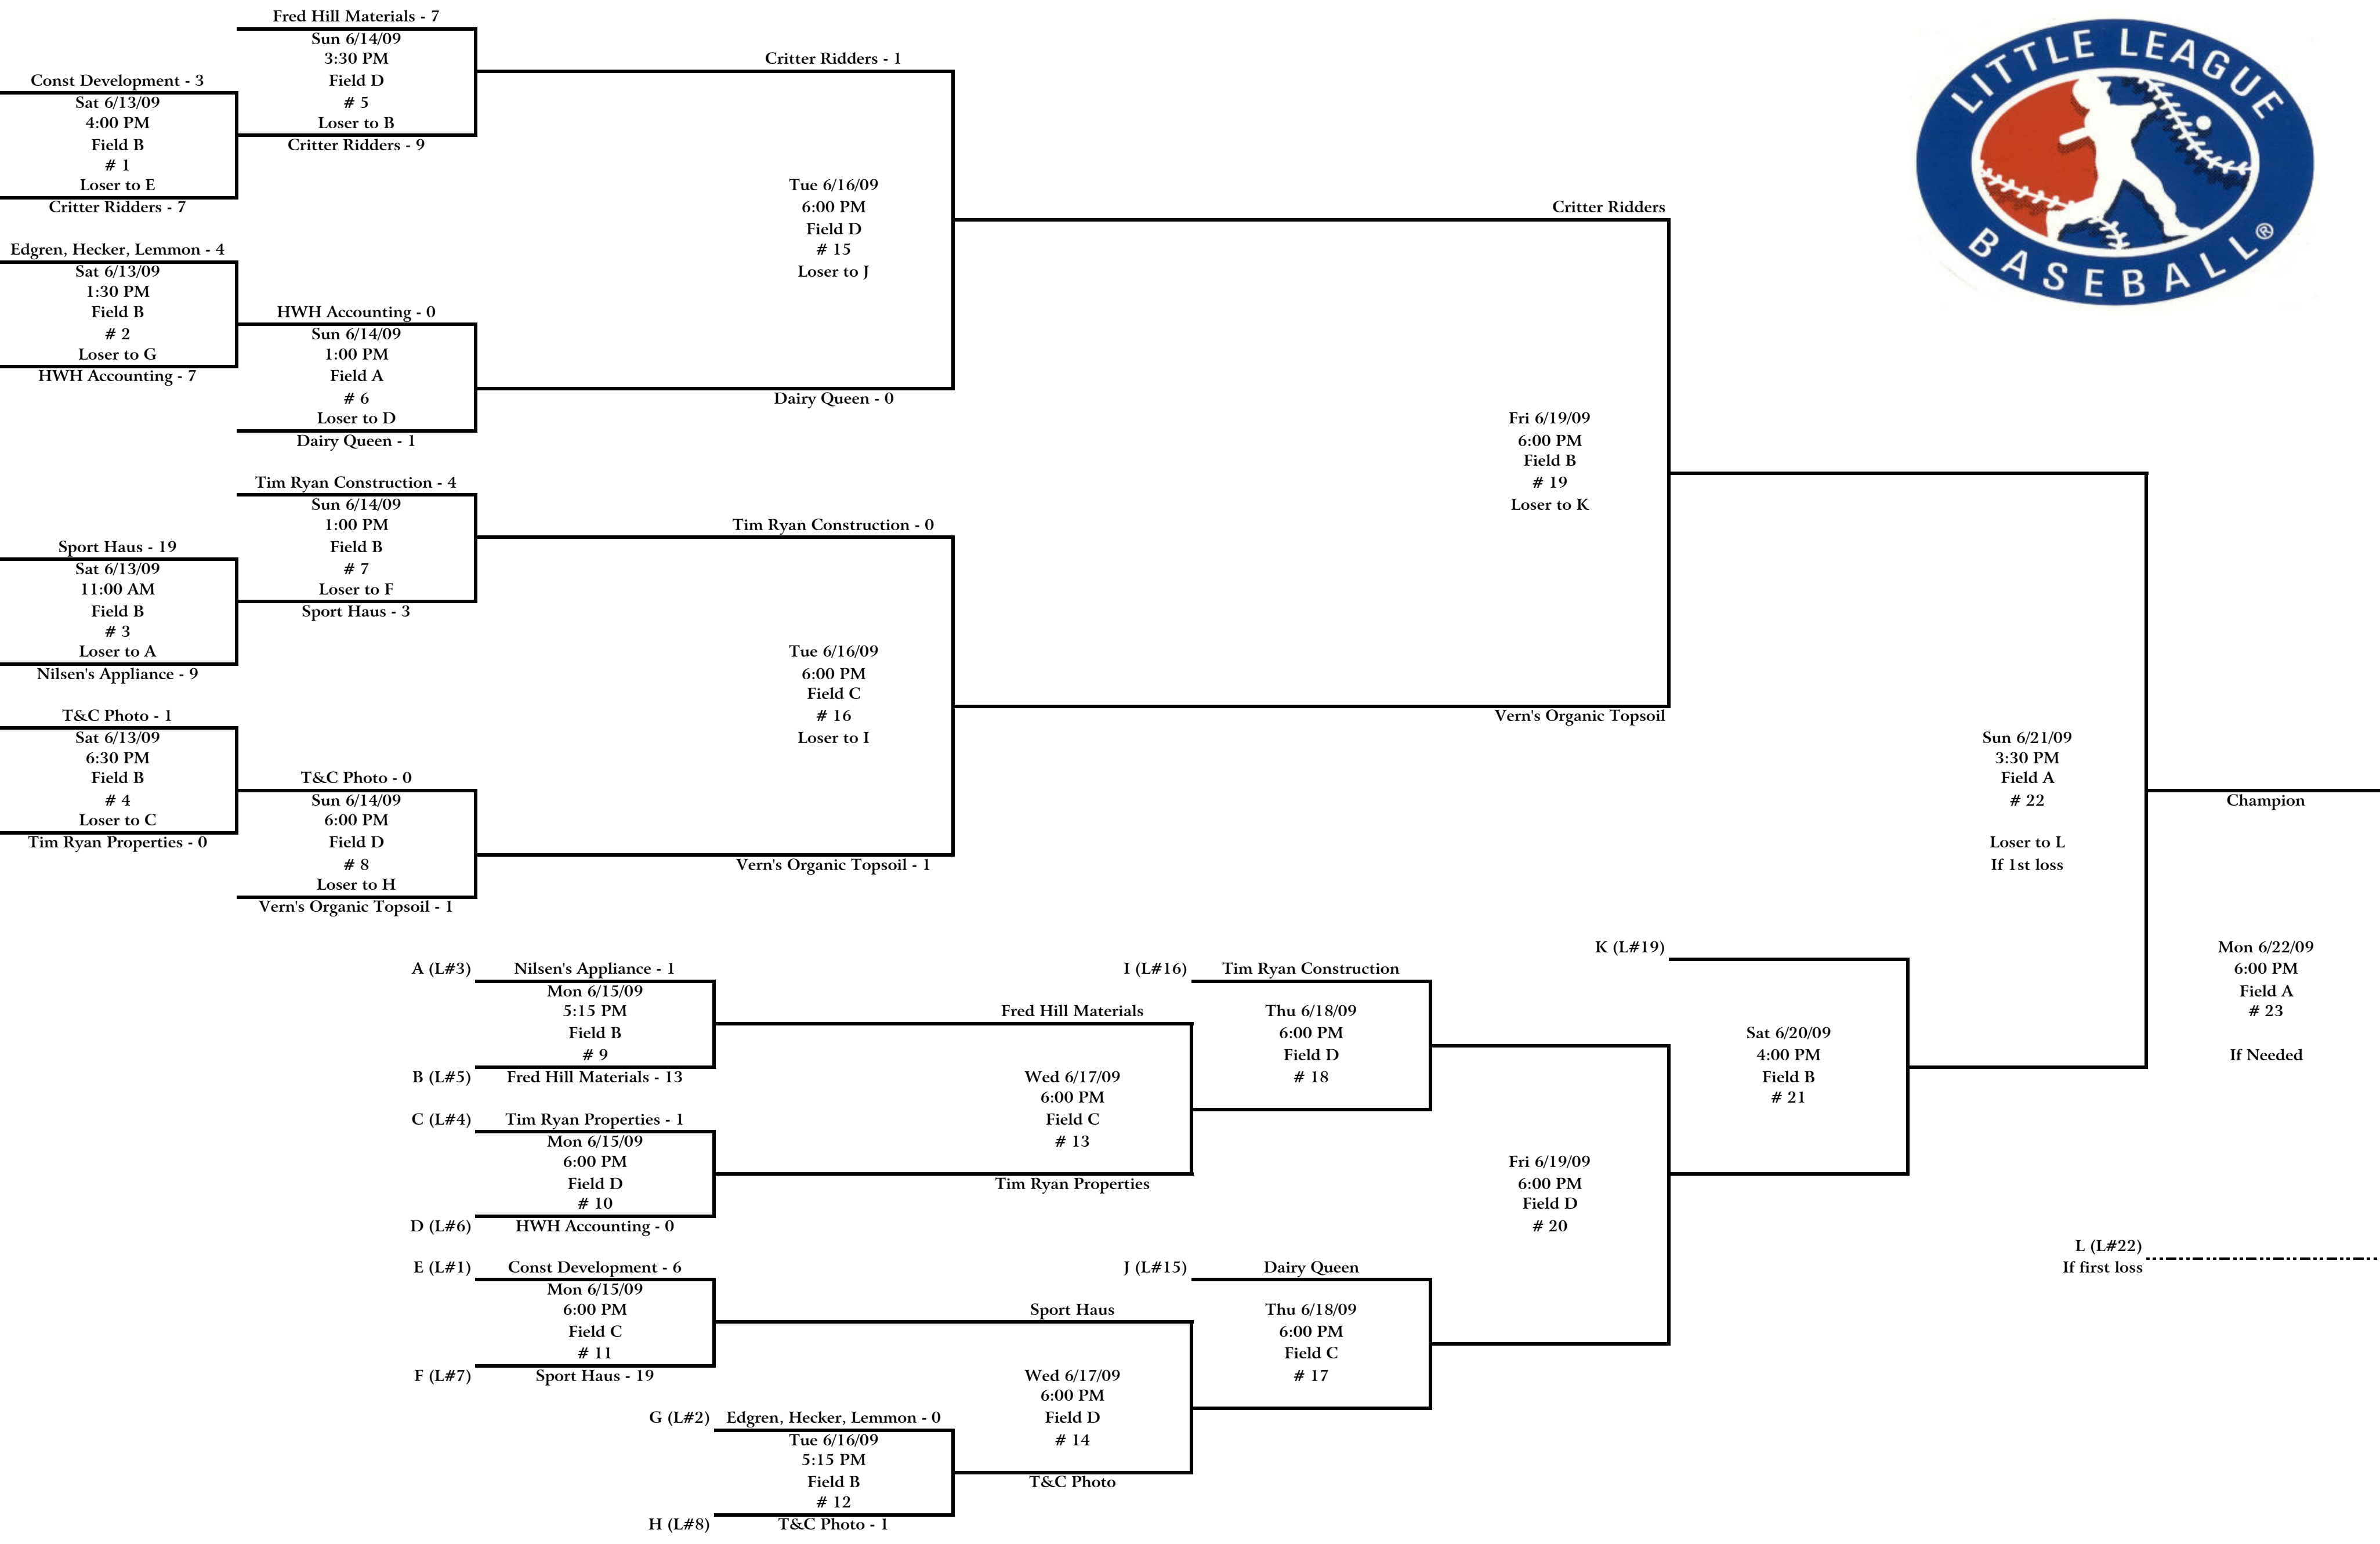 Fred Hill Materials - 7
Sun 6/14/09
3:30 PM
Field D
# 5
Loser to B
Critter Ridders - 9
Const Development - 3
Sat 6/13/09
4:00 PM
Field B
# 1
Loser to E
Critter Ridders - 7
Edgren, Hecker, Lemmon - 4
Sat 6/13/09
1:30 PM
Field B
# 2
Loser to G
HWH Accounting - 7
HWH Accounting - 0
Sun 6/14/09
1:00 PM
Field A
# 6
Loser to D
Dairy Queen - 1
Critter Ridders - 1
Tue 6/16/09
6:00 PM
Field D
# 15
Loser to J
Dairy Queen - 0
Tim Ryan Construction - 4
Sun 6/14/09
1:00 PM
Field B
# 7
Loser to F
Sport Haus - 3
Sport Haus - 19
Sat 6/13/09
11:00 AM
Field B
# 3
Loser to A
Nilsen's Appliance - 9
T&C Photo - 1
Sat 6/13/09
6:30 PM
Field B
# 4
Loser to C
Tim Ryan Properties - 0
T&C Photo - 0
Sun 6/14/09
6:00 PM
Field D
# 8
Loser to H
Vern's Organic Topsoil - 1
Tim Ryan Construction - 0
Tue 6/16/09
6:00 PM
Field C
# 16
Loser to I
Vern's Organic Topsoil - 1
Critter Ridders
Fri 6/19/09
6:00 PM
Field B
# 19
Loser to K
Vern's Organic Topsoil
LITTLE LEAGUE
BASEBALL®
Sun 6/21/09
3:30 PM
Field A
# 22
Loser to L
If 1st loss
Champion
A (L#3)
Nilsen's Appliance - 1
Mon 6/15/09
5:15 PM
Field B
# 9
B (L#5)
Fred Hill Materials - 13
C (L#4)
Tim Ryan Properties - 1
Mon 6/15/09
6:00 PM
Field D
# 10
D (L#6)
HWH Accounting - 0
E (L#1)
Const Development - 6
Mon 6/15/09
6:00 PM
Field C
# 11
F (L#7)
Sport Haus - 19
G (L#2)
Edgren, Hecker, Lemmon - 0
Tue 6/16/09
5:15 PM
Field B
# 12
H (L#8)
T&C Photo - 1
Fred Hill Materials
Wed 6/17/09
6:00 PM
Field C
# 13
Tim Ryan Properties
Sport Haus
Wed 6/17/09
6:00 PM
Field D
# 14
T&C Photo
I (L#16)
Tim Ryan Construction
Thu 6/18/09
6:00 PM
Field D
# 18
J (L#15)
Dairy Queen
Thu 6/18/09
6:00 PM
Field C
# 17
Fri 6/19/09
6:00 PM
Field D
# 20
K (L#19)
Sat 6/20/09
4:00 PM
Field B
# 21
Mon 6/22/09
6:00 PM
Field A
# 23
If Needed
L (L#22)
If first loss